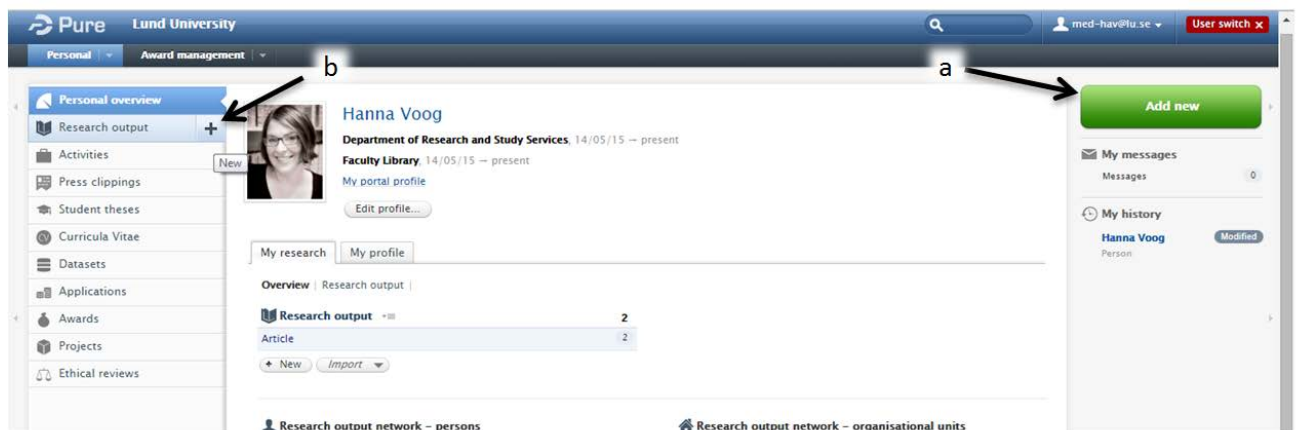 Pure Lund University
med-hav@lu.se
User switch x
Personal Award management
b
a
Personal overview
Research output +
New
Activities
Press clippings
Student theses
CV Curricula Vitae
Datasets
Applications
Awards
Projects
Ethical reviews
Hanna Voog
Department of Research and Study Services, 14/05/15 — present
Faculty Library, 14/05/15 — present
My portal profile
Edit profile...
My research My profile
Overview | Research output |
Research output 2
Article 2
+ New Import
Research output network – persons
Research output network – organisational units
Add new
My messages
Messages 0
My history
Hanna Voog Modified
Person